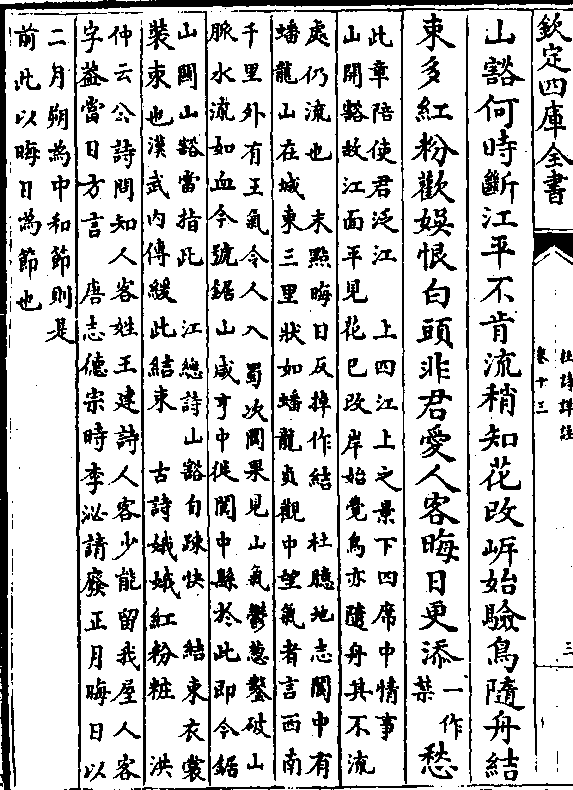 欽定四庫全書
杜詩詳註
卷十三
三
山豁何時斷江平不肯流稍知花改岍始驗鳥隨舟結
束多紅粉歡娛恨白頭非君愛人客晦日更添一作禁愁
此章陪使君泛江 上四江上之景下四席中情事
山開豁故江面平見花已改岸始覺鳥亦隨舟其不流
處仍流也 末點晦日反掉作結 杜臆地志閬中有
蟠龍山在城東三里狀如蟠龍貞觀中望氣者言西南
千里外有王氣令人入蜀次閬果見山氣鬱葱鑿破山
脈水流如血今號鋸山咸亨中徙閬中縣於此即今鋸
山關山豁當指此 江總詩山豁自疎快 結束衣裳
裝束也漢武内傳緩此結束 古詩娥娥紅粉粧 洪
仲云公詩問知人客姓王建詩人客少能留我屋人客
字葢當日方言 唐志德宗時李泌請廢正月晦日以
二月朔為中和節則是
前此以晦日為節也